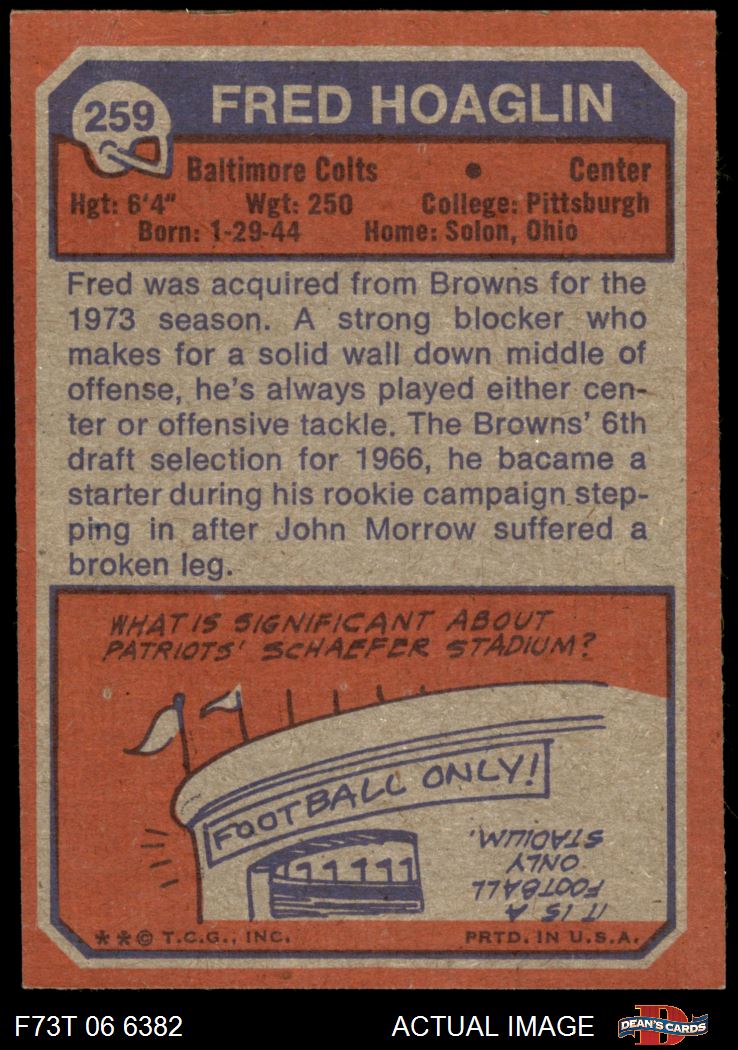 259
FRED HOAGLIN
Baltimore Colts • Center
Hgt: 6'4" Wgt: 250 College: Pittsburgh
Born: 1-29-44 Home: Solon, Ohio
Fred was acquired from Browns for the
1973 season. A strong blocker who
makes for a solid wall down middle of
offense, he's always played either cen-
ter or offensive tackle. The Browns' 6th
draft selection for 1966, he bacame a
starter during his rookie campaign step-
ping in after John Morrow suffered a
broken leg.
WHAT IS SIGNIFICANT ABOUT
PATRIOTS' SCHAEFER STADIUM?
FOOTBALL ONLY!
IT IS A
FOOTBALL
ONLY
STADIUM.
**© T.C.G., INC. PRTD. IN U.S.A.
F73T 06 6382 ACTUAL IMAGE
D
DEAN'S CARDS